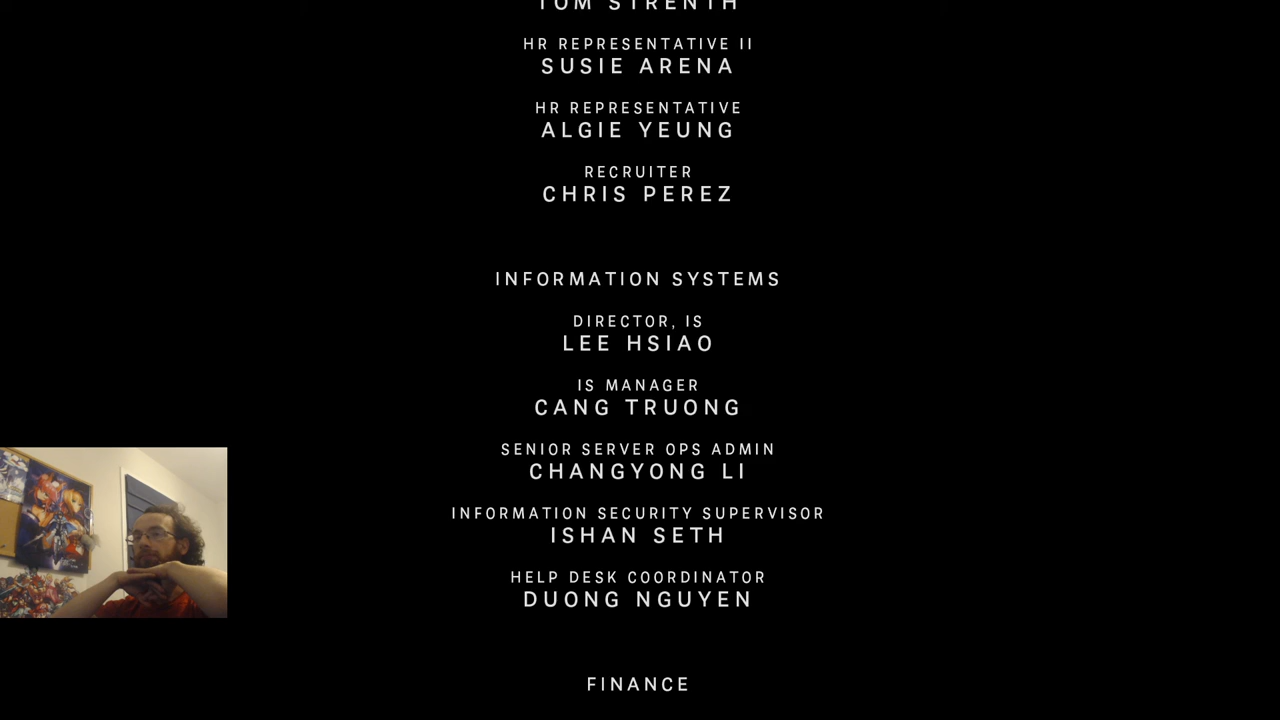 TOM STRENTH
HR REPRESENTATIVE II
SUSIE ARENA
HR REPRESENTATIVE
ALGIE YEUNG
RECRUITER
CHRIS PEREZ
INFORMATION SYSTEMS
DIRECTOR, IS
LEE HSIAO
IS MANAGER
CANG TRUONG
SENIOR SERVER OPS ADMIN
CHANGYONG LI
INFORMATION SECURITY SUPERVISOR
ISHAN SETH
HELP DESK COORDINATOR
DUONG NGUYEN
FINANCE